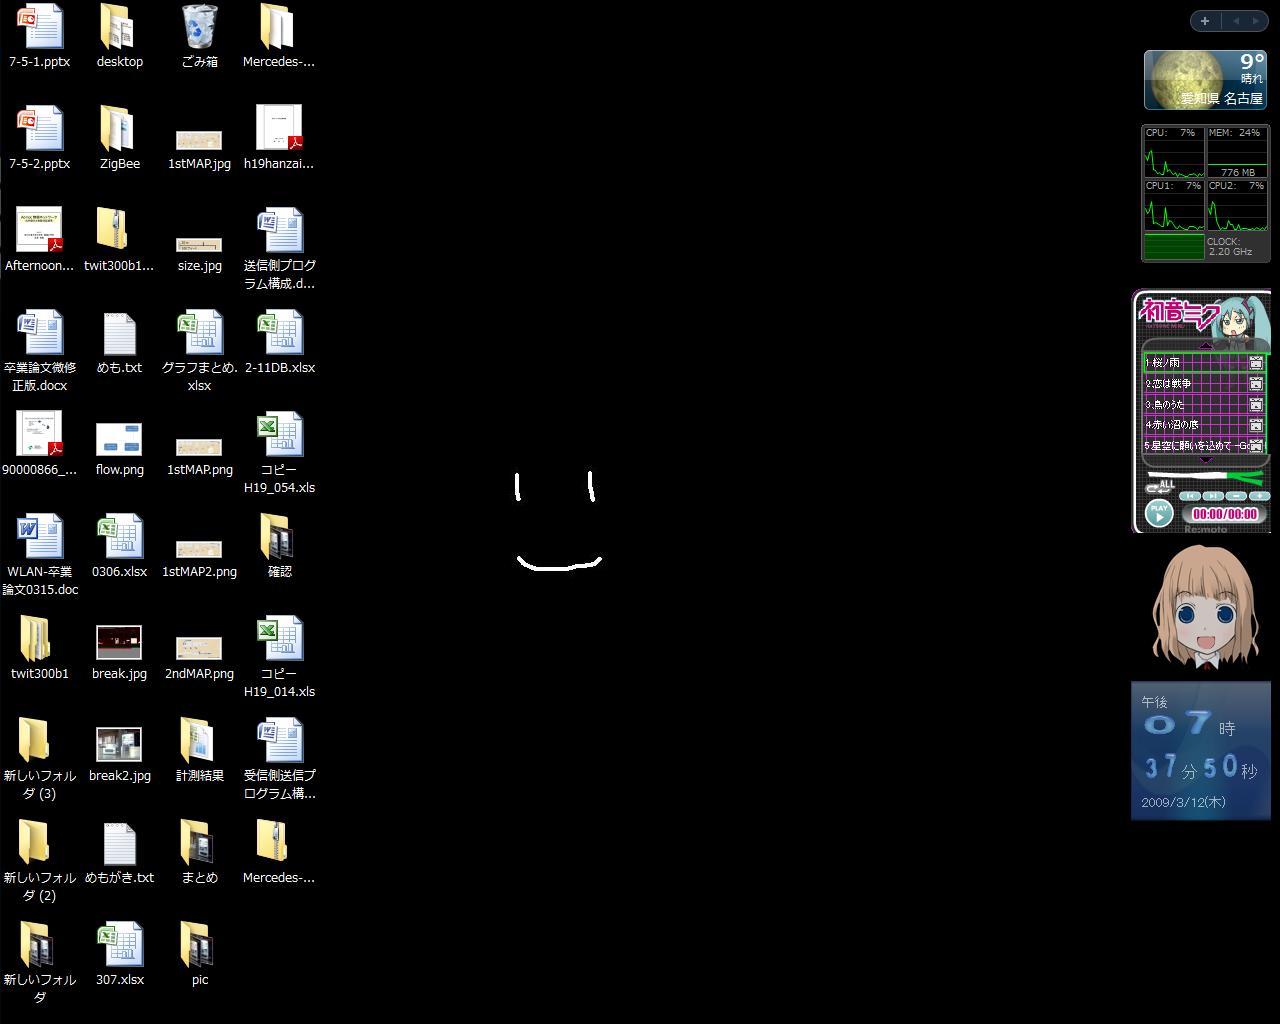 7-5-1.pptx
desktop
ごみ箱
Mercedes-...
7-5-2.pptx
ZigBee
1stMAP.jpg
h19hanzai...
Afternoon...
twit300b1...
size.jpg
送信側プログ
ラム構成.d...
卒業論文微修
正版.docx
めも.txt
グラフまとめ.
xlsx
2-11DB.xlsx
90000866_...
flow.png
1stMAP.png
コピー
H19_054.xls
WLAN-卒業
論文0315.doc
0306.xlsx
1stMAP2.png
確認
twit300b1
break.jpg
2ndMAP.png
コピー
H19_014.xls
新しいフォル
ダ (3)
break2.jpg
計測結果
受信側送信プ
ログラム構...
新しいフォル
ダ (2)
めもがき.txt
まとめ
Mercedes-...
新しいフォル
ダ
307.xlsx
pic
9°
晴れ
愛知県 名古屋
CPU: 7%
MEM: 24%
776 MB
CPU1: 7%
CPU2: 7%
CLOCK:
2.20 GHz
初音ミク
1.桜ノ雨
2.恋は戦争
3.鳥のうた
4.赤い沼の底
5.星空に願いを込めて -Go
ALL
PLAY
00:00/00:00
Re:moto
午後
07時
37分50秒
2009/3/12(木)